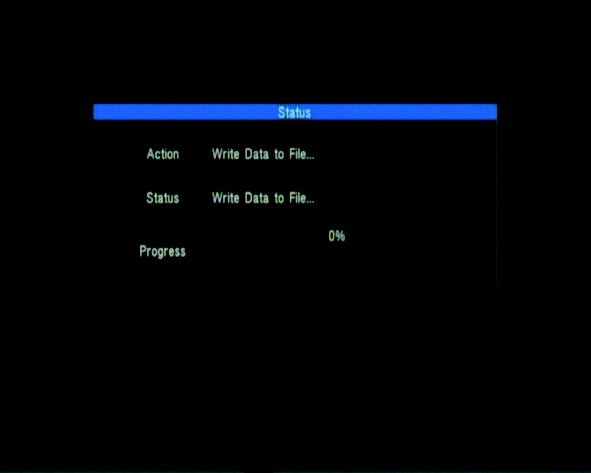 Status
Action Write Data to File...
Status Write Data to File...
0%
Progress